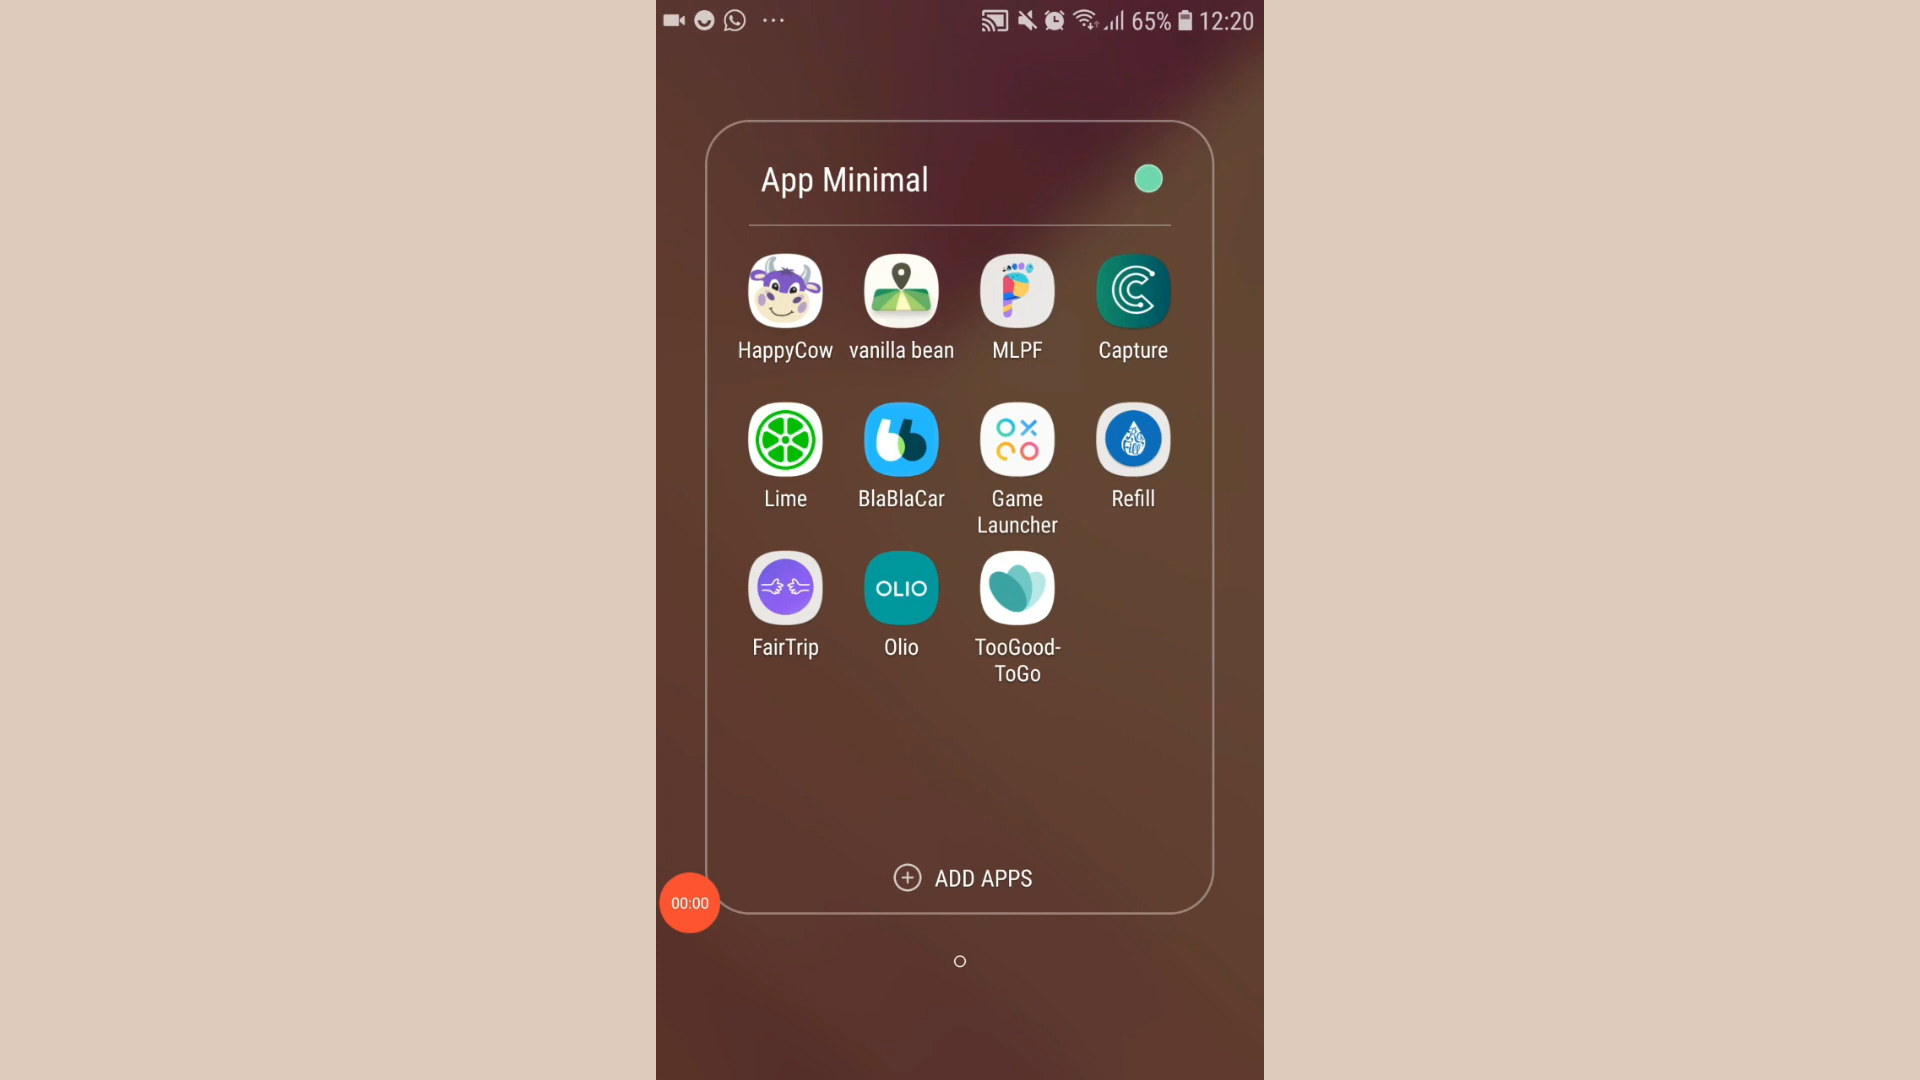 65% 12:20
App Minimal
HappyCow vanilla bean MLPF Capture
Lime BlaBlaCar Game Launcher Refill
OLIO
FairTrip Olio TooGood-
ToGo
ADD APPS
00:00